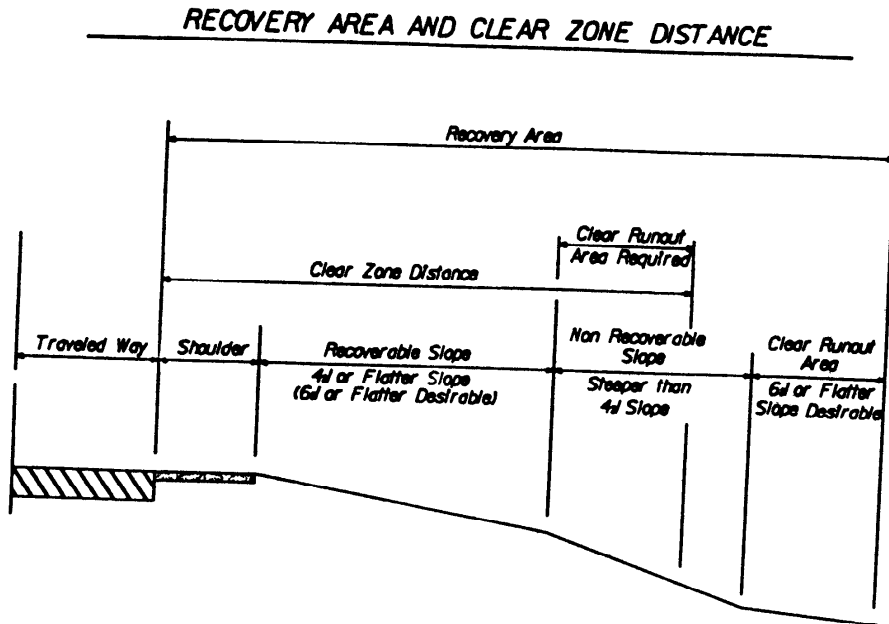 RECOVERY AREA AND CLEAR ZONE DISTANCE
Recovery Area
Clear Runout
Area Required
Clear Zone Distance
Traveled Way
Shoulder
Recoverable Slope
4:1 or Flatter Slope
(6:1 or Flatter Desirable)
Non Recoverable
Slope
Steeper than
4:1 Slope
Clear Runout
Area
6:1 or Flatter
Slope Desirable